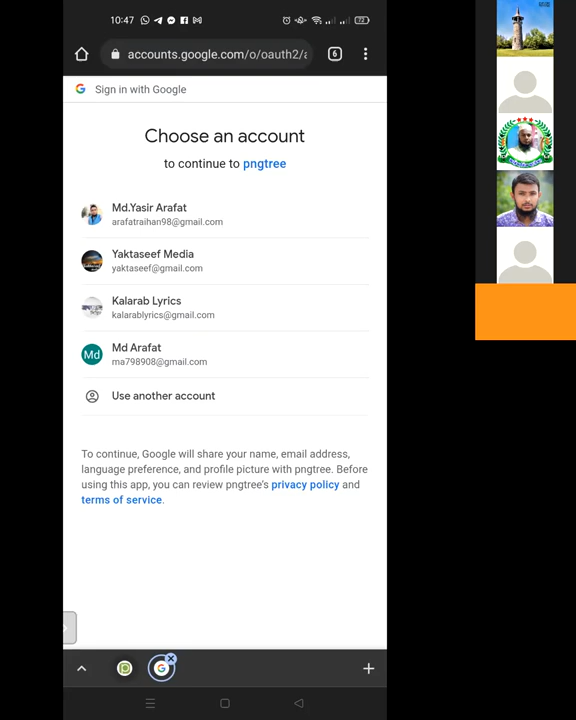 10:47
72
accounts.google.com/o/oauth2/a
6
Sign in with Google
Choose an account
to continue to pngtree
Md.Yasir Arafat
arafatraihan98@gmail.com
Yaktaseef Media
yaktaseef@gmail.com
Kalarab Lyrics
kalarablyrics@gmail.com
Md
Md Arafat
ma798908@gmail.com
Use another account
To continue, Google will share your name, email address,
language preference, and profile picture with pngtree. Before
using this app, you can review pngtree's privacy policy and
terms of service.